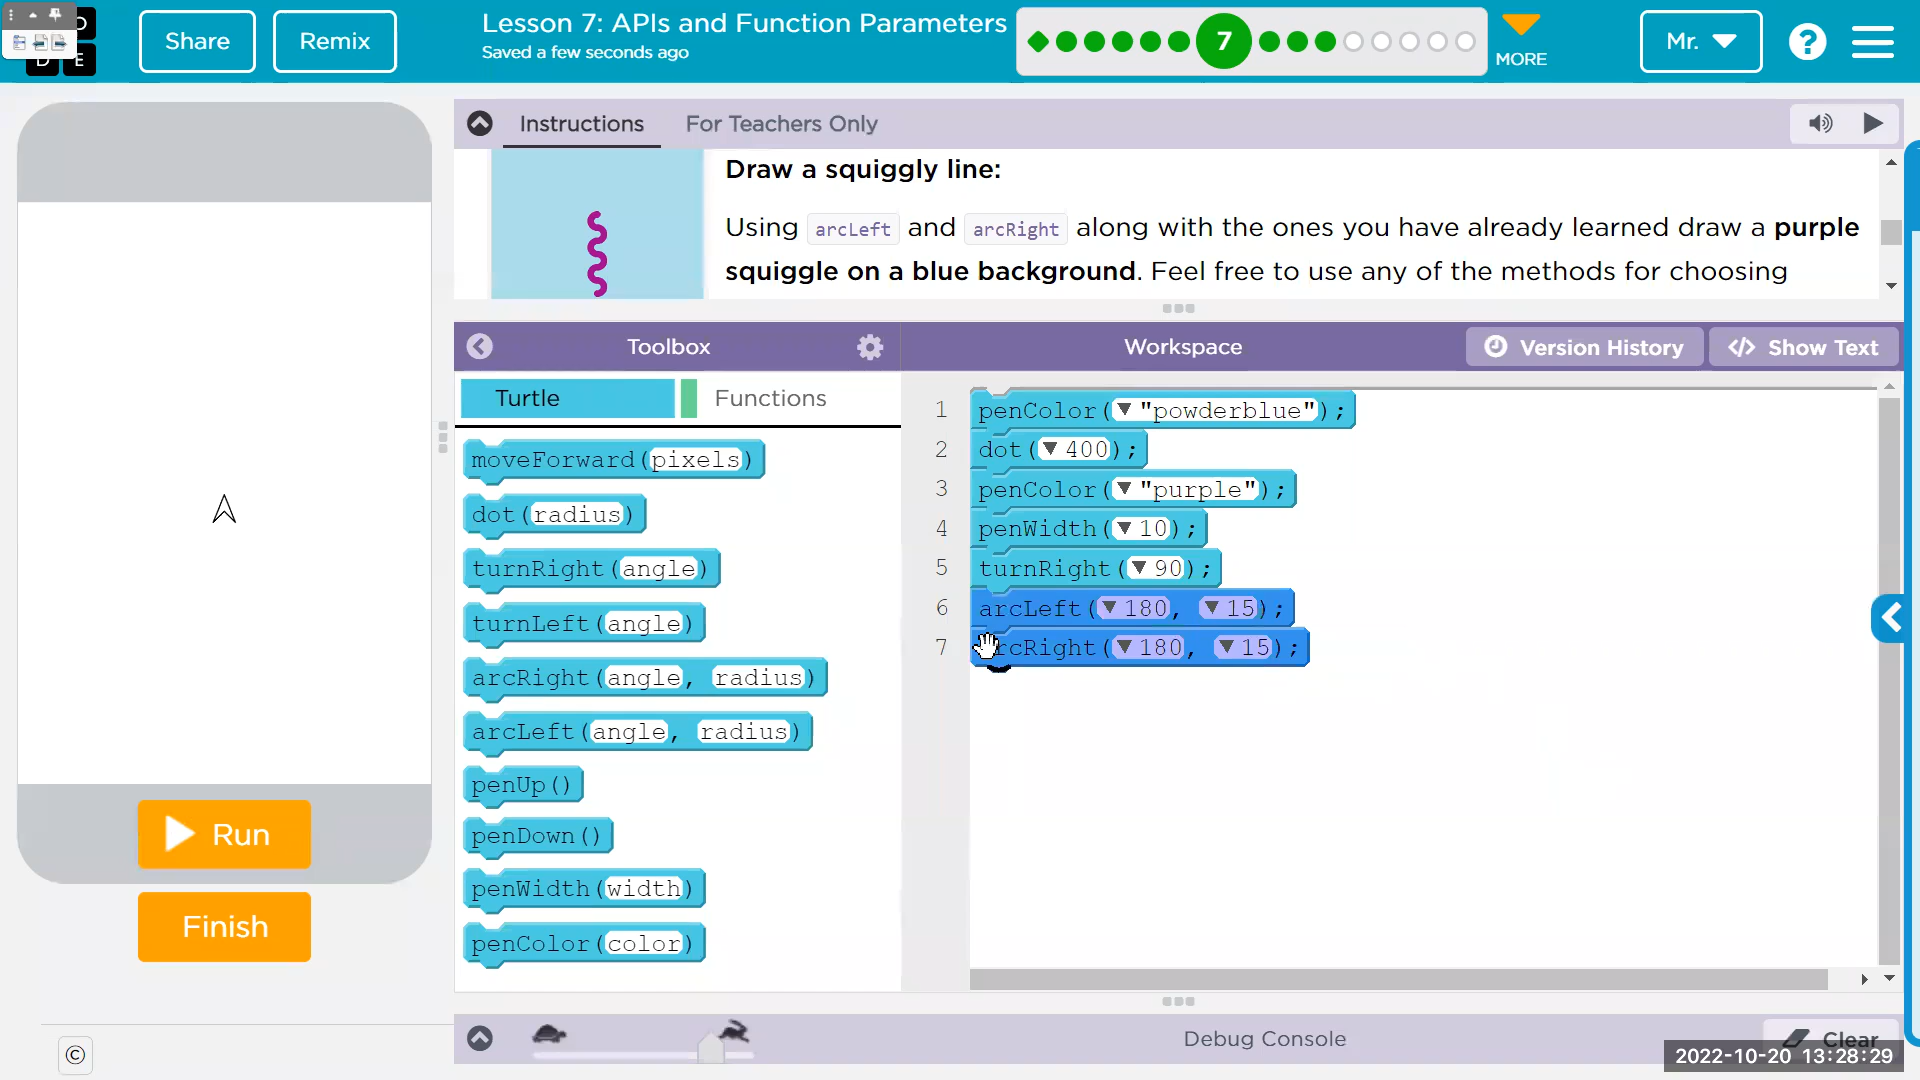 D
D E
Share
Remix
Lesson 7: APIs and Function Parameters
Saved a few seconds ago
7
MORE
Mr.
?
Instructions
For Teachers Only
Draw a squiggly line:
Using arcLeft and arcRight along with the ones you have already learned draw a purple
squiggle on a blue background. Feel free to use any of the methods for choosing
Toolbox
Workspace
Version History
</> Show Text
Turtle
Functions
moveForward(pixels)
dot(radius)
turnRight(angle)
turnLeft(angle)
arcRight(angle, radius)
arcLeft(angle, radius)
penUp()
penDown()
penWidth(width)
penColor(color)
1 penColor("powderblue");
2 dot(400);
3 penColor("purple");
4 penWidth(10);
5 turnRight(90);
6 arcLeft(180, 15);
7 rcRight(180, 15);
Run
Finish
©
Debug Console
Clear
2022-10-20 13:28:29